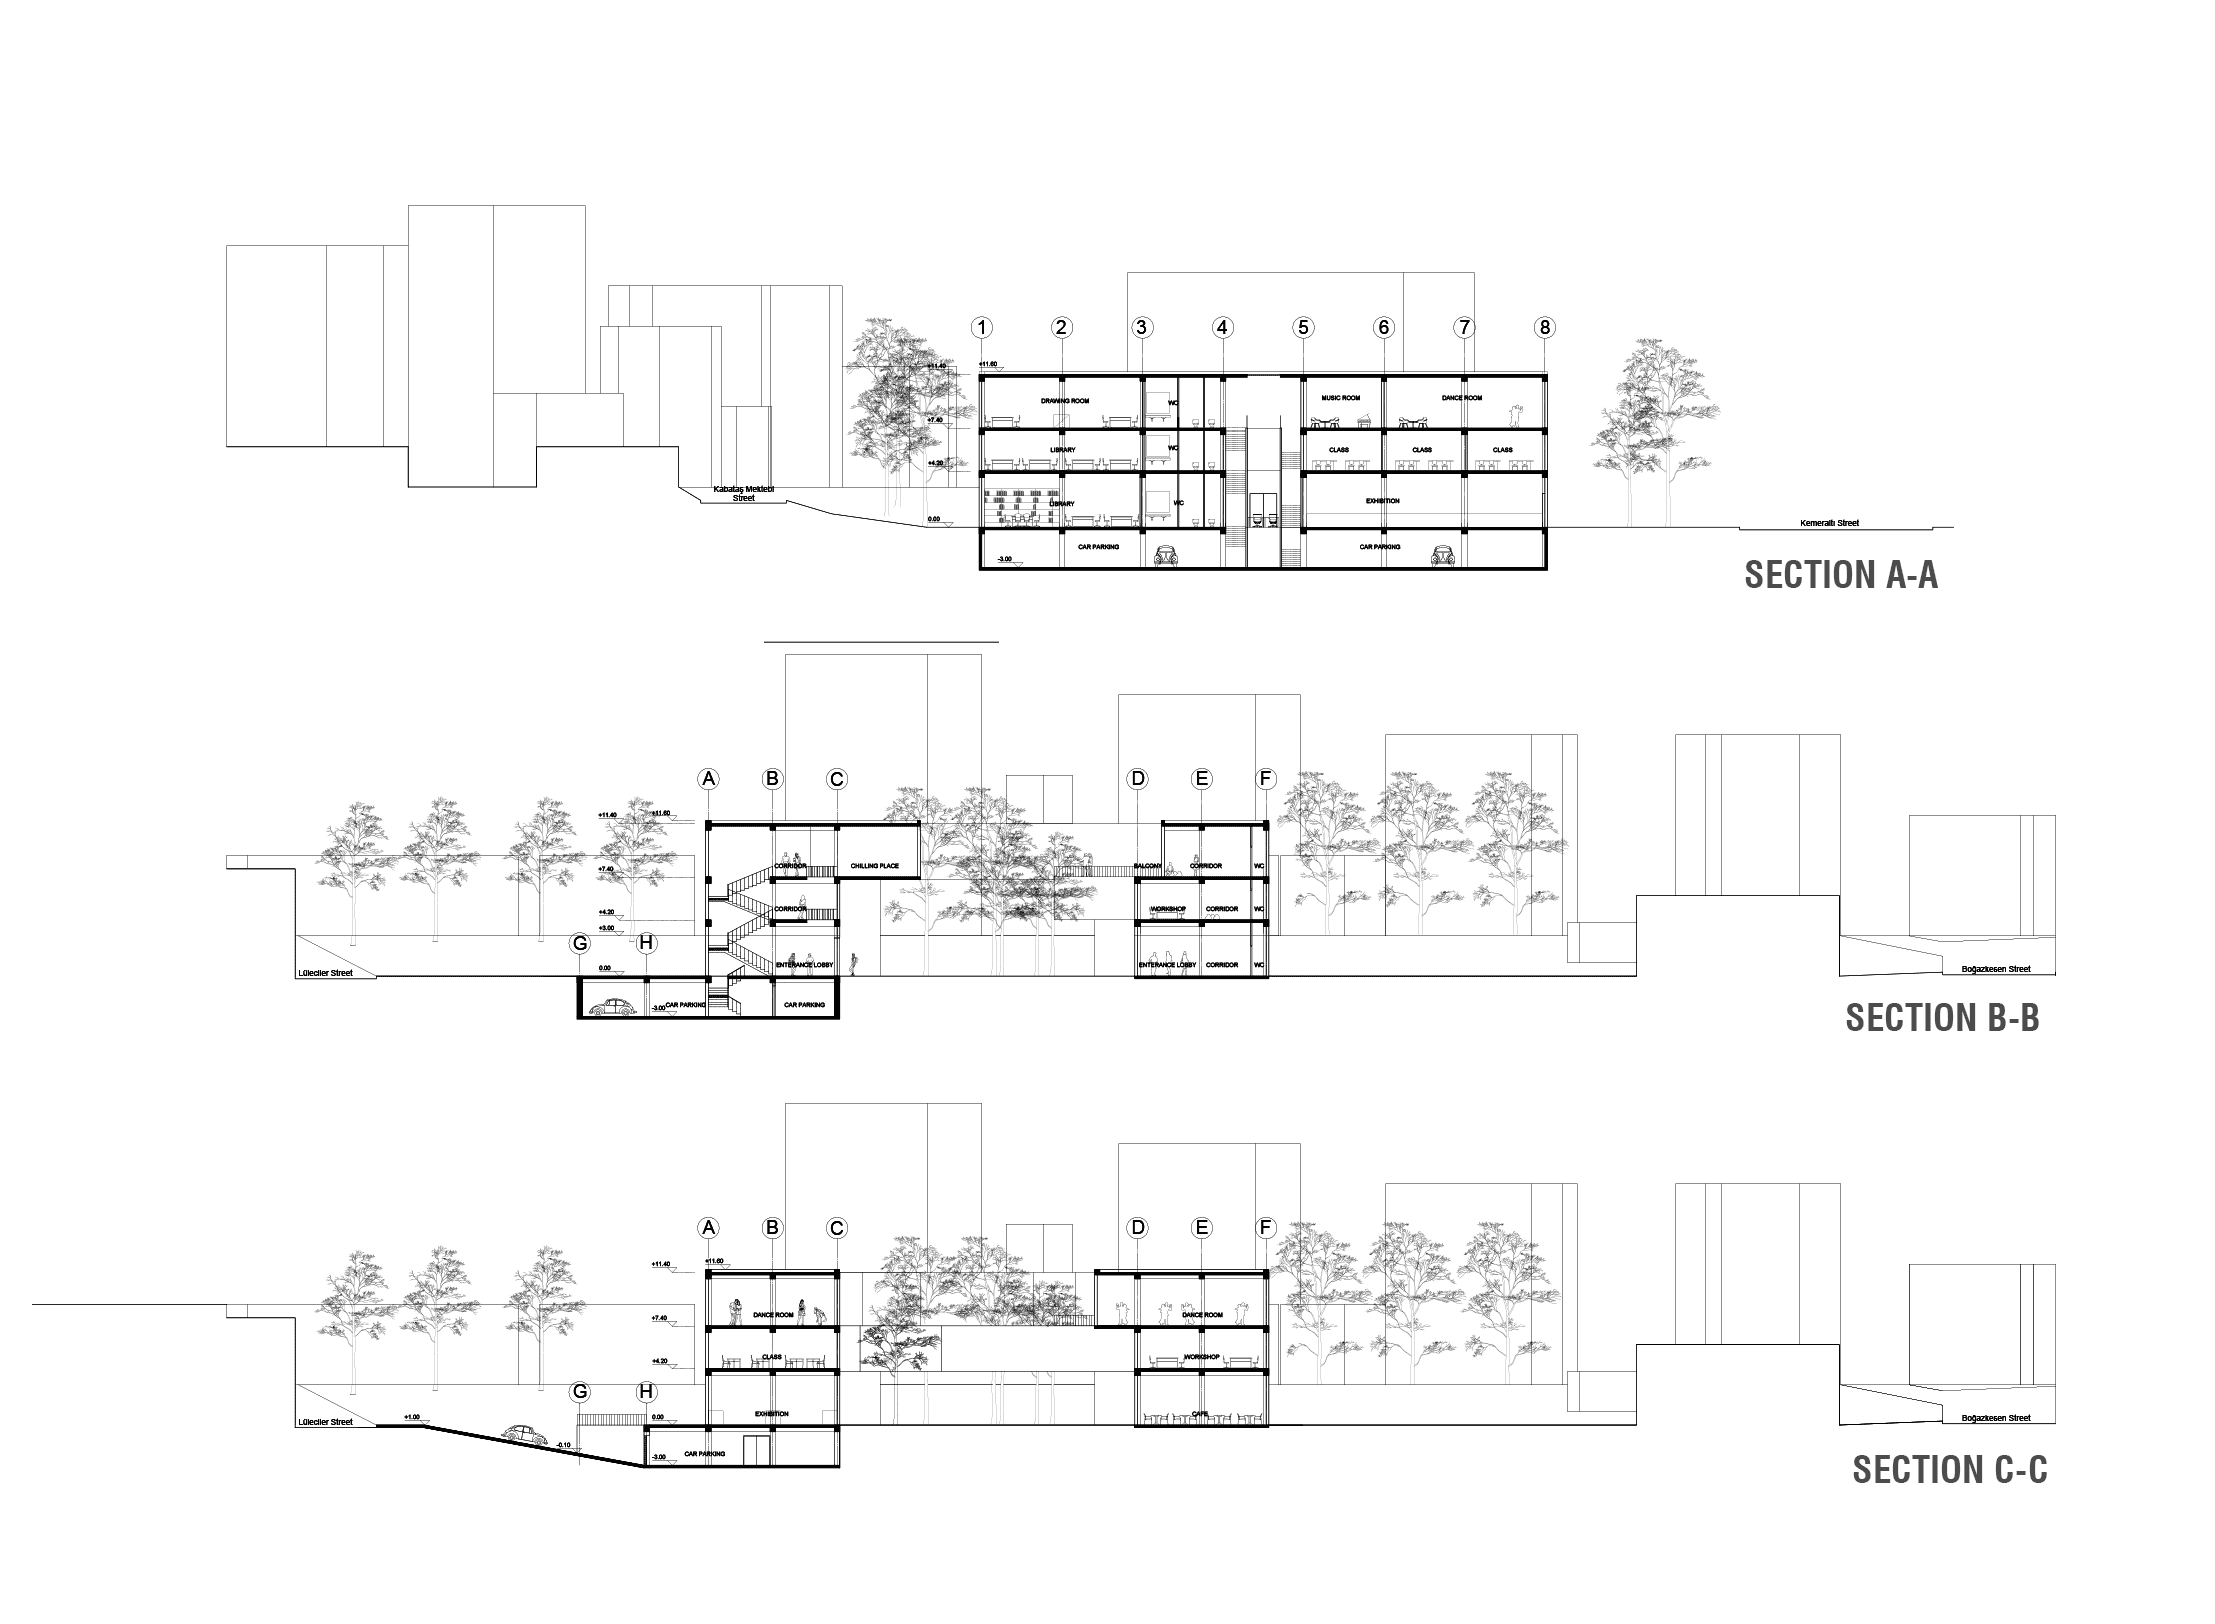 1 2 3 4 5 6 7 8
+11.60
+11.40
DRAWING ROOM WC MUSIC ROOM DANCE ROOM
+7.40
LIBRARY WC CLASS CLASS CLASS
+4.20
Kabataş Mektebi
Street
LIBRARY WC EXHIBITION
0.00
Kemeraltı Street
CAR PARKING CAR PARKING
-3.00
SECTION A-A
A B C D E F
+11.40 +11.60
CORRIDOR CHILLING PLACE BALCONY CORRIDOR WC
+7.40
CORRIDOR WORKSHOP CORRIDOR WC
+4.20
+3.00
G H
ENTERANCE LOBBY ENTERANCE LOBBY CORRIDOR WC
Lüleciler Street 0.00 Boğazkesen Street
CAR PARKING CAR PARKING
-3.00
SECTION B-B
A B C D E F
+11.40 +11.60
DANCE ROOM DANCE ROOM
+7.40
CLASS WORKSHOP
+4.20
G H
EXHIBITION CAFE
Lüleciler Street +1.00 0.00 Boğazkesen Street
-0.10
CAR PARKING
-3.00
SECTION C-C